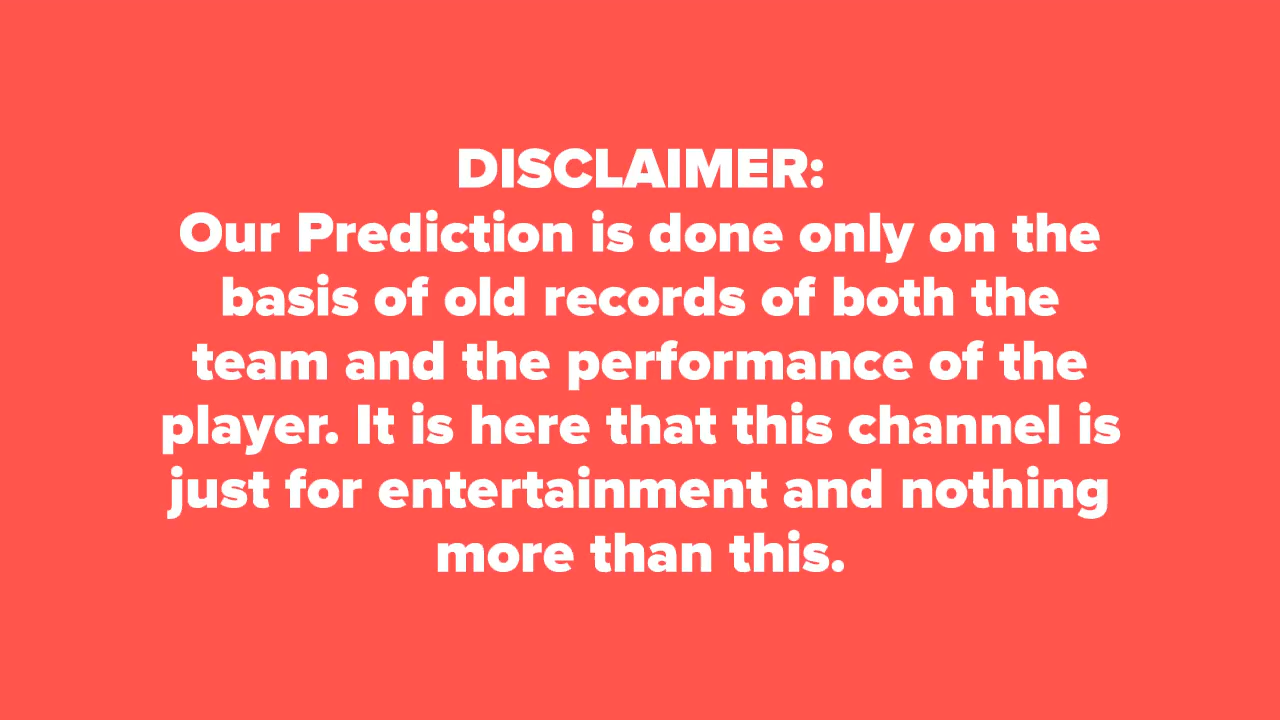 DISCLAIMER:
Our Prediction is done only on the
basis of old records of both the
team and the performance of the
player. It is here that this channel is
just for entertainment and nothing
more than this.